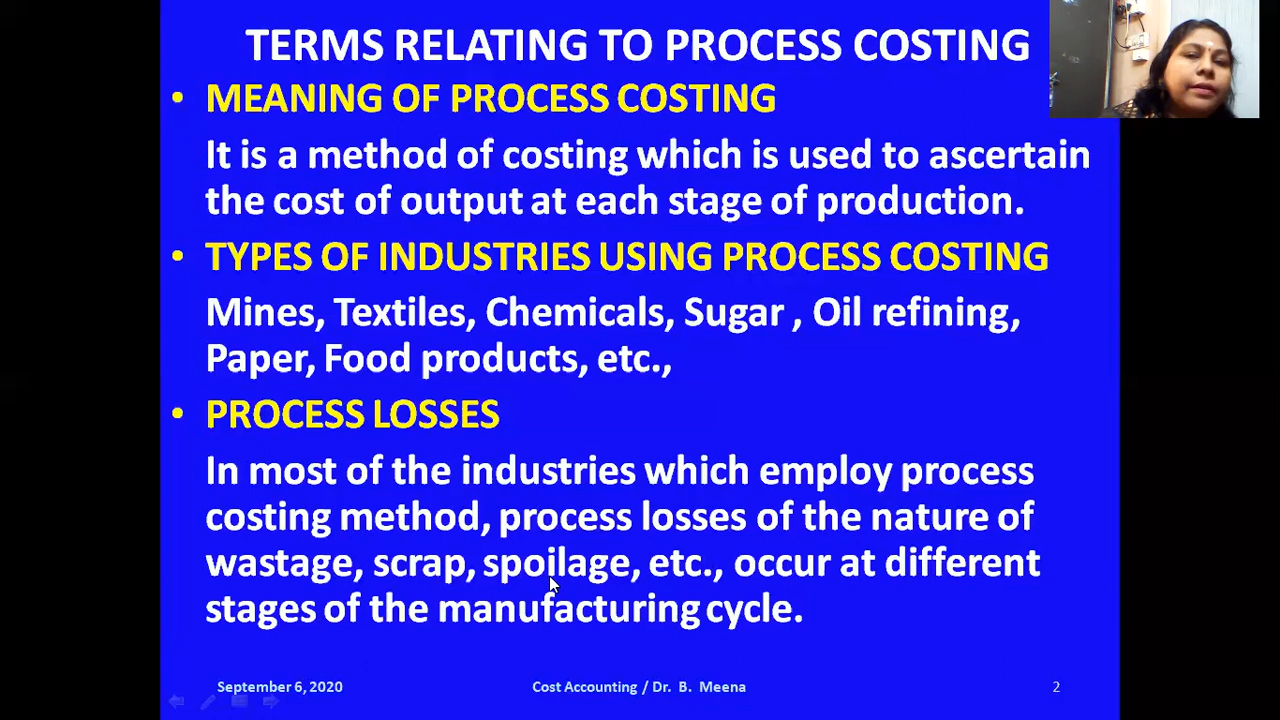 TERMS RELATING TO PROCESS COSTING
• MEANING OF PROCESS COSTING
It is a method of costing which is used to ascertain
the cost of output at each stage of production.
• TYPES OF INDUSTRIES USING PROCESS COSTING
Mines, Textiles, Chemicals, Sugar , Oil refining,
Paper, Food products, etc.,
• PROCESS LOSSES
In most of the industries which employ process
costing method, process losses of the nature of
wastage, scrap, spoilage, etc., occur at different
stages of the manufacturing cycle.
September 6, 2020 Cost Accounting / Dr. B. Meena 2